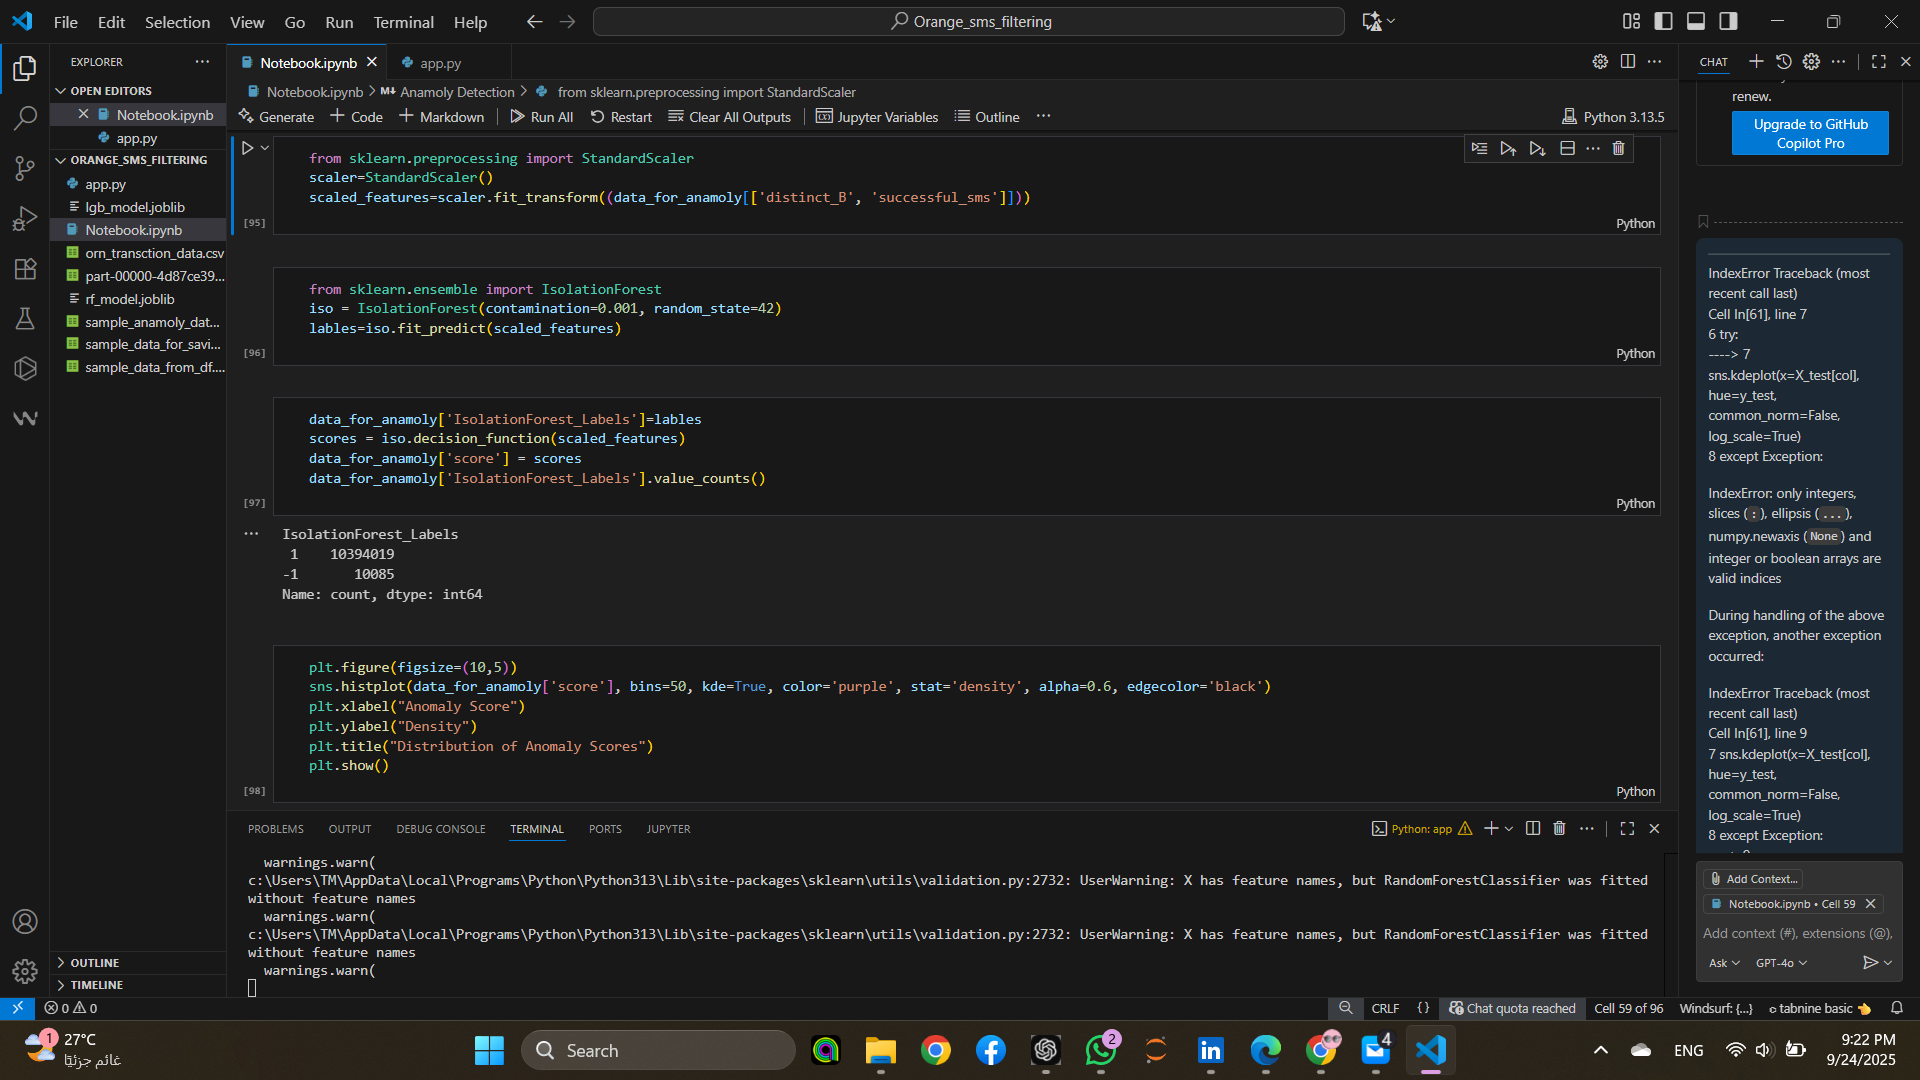 File Edit Selection View Go Run Terminal Help
Orange_sms_filtering
EXPLORER
OPEN EDITORS
Notebook.ipynb
app.py
ORANGE_SMS_FILTERING
app.py
lgb_model.joblib
Notebook.ipynb
orn_transction_data.csv
part-00000-4d87ce39...
rf_model.joblib
sample_anamoly_dat...
sample_data_for_savi...
sample_data_from_df....
OUTLINE
TIMELINE
Notebook.ipynb
app.py
Notebook.ipynb > M↓ Anamoly Detection > from sklearn.preprocessing import StandardScaler
Generate + Code + Markdown Run All Restart Clear All Outputs Jupyter Variables Outline ...
Python 3.13.5
from sklearn.preprocessing import StandardScaler
scaler=StandardScaler()
scaled_features=scaler.fit_transform((data_for_anamoly[['distinct_B', 'successful_sms']]))
[95]
Python
from sklearn.ensemble import IsolationForest
iso = IsolationForest(contamination=0.001, random_state=42)
lables=iso.fit_predict(scaled_features)
[96]
Python
data_for_anamoly['IsolationForest_Labels']=lables
scores = iso.decision_function(scaled_features)
data_for_anamoly['score'] = scores
data_for_anamoly['IsolationForest_Labels'].value_counts()
[97]
Python
...
IsolationForest_Labels
1 10394019
-1 10085
Name: count, dtype: int64
plt.figure(figsize=(10,5))
sns.histplot(data_for_anamoly['score'], bins=50, kde=True, color='purple', stat='density', alpha=0.6, edgecolor='black')
plt.xlabel("Anomaly Score")
plt.ylabel("Density")
plt.title("Distribution of Anomaly Scores")
plt.show()
[98]
Python
PROBLEMS OUTPUT DEBUG CONSOLE TERMINAL PORTS JUPYTER
Python: app
warnings.warn(
c:\Users\TM\AppData\Local\Programs\Python\Python313\Lib\site-packages\sklearn\utils\validation.py:2732: UserWarning: X has feature names, but RandomForestClassifier was fitted
without feature names
warnings.warn(
c:\Users\TM\AppData\Local\Programs\Python\Python313\Lib\site-packages\sklearn\utils\validation.py:2732: UserWarning: X has feature names, but RandomForestClassifier was fitted
without feature names
warnings.warn(
CHAT
renew.
Upgrade to GitHub
Copilot Pro
IndexError Traceback (most
recent call last)
Cell In[61], line 7
6 try:
----> 7
sns.kdeplot(x=X_test[col],
hue=y_test,
common_norm=False,
log_scale=True)
8 except Exception:
IndexError: only integers,
slices (:), ellipsis (...),
numpy.newaxis (None) and
integer or boolean arrays are
valid indices
During handling of the above
exception, another exception
occurred:
IndexError Traceback (most
recent call last)
Cell In[61], line 9
7 sns.kdeplot(x=X_test[col],
hue=y_test,
common_norm=False,
log_scale=True)
8 except Exception:
Add Context...
Notebook.ipynb • Cell 59
Add context (#), extensions (@),
Ask GPT-4o
0 0
CRLF {} Chat quota reached Cell 59 of 96 Windsurf: {...} tabnine basic
1 27°C
غائم جزئيًا
Search
2
4
ENG
9:22 PM
9/24/2025